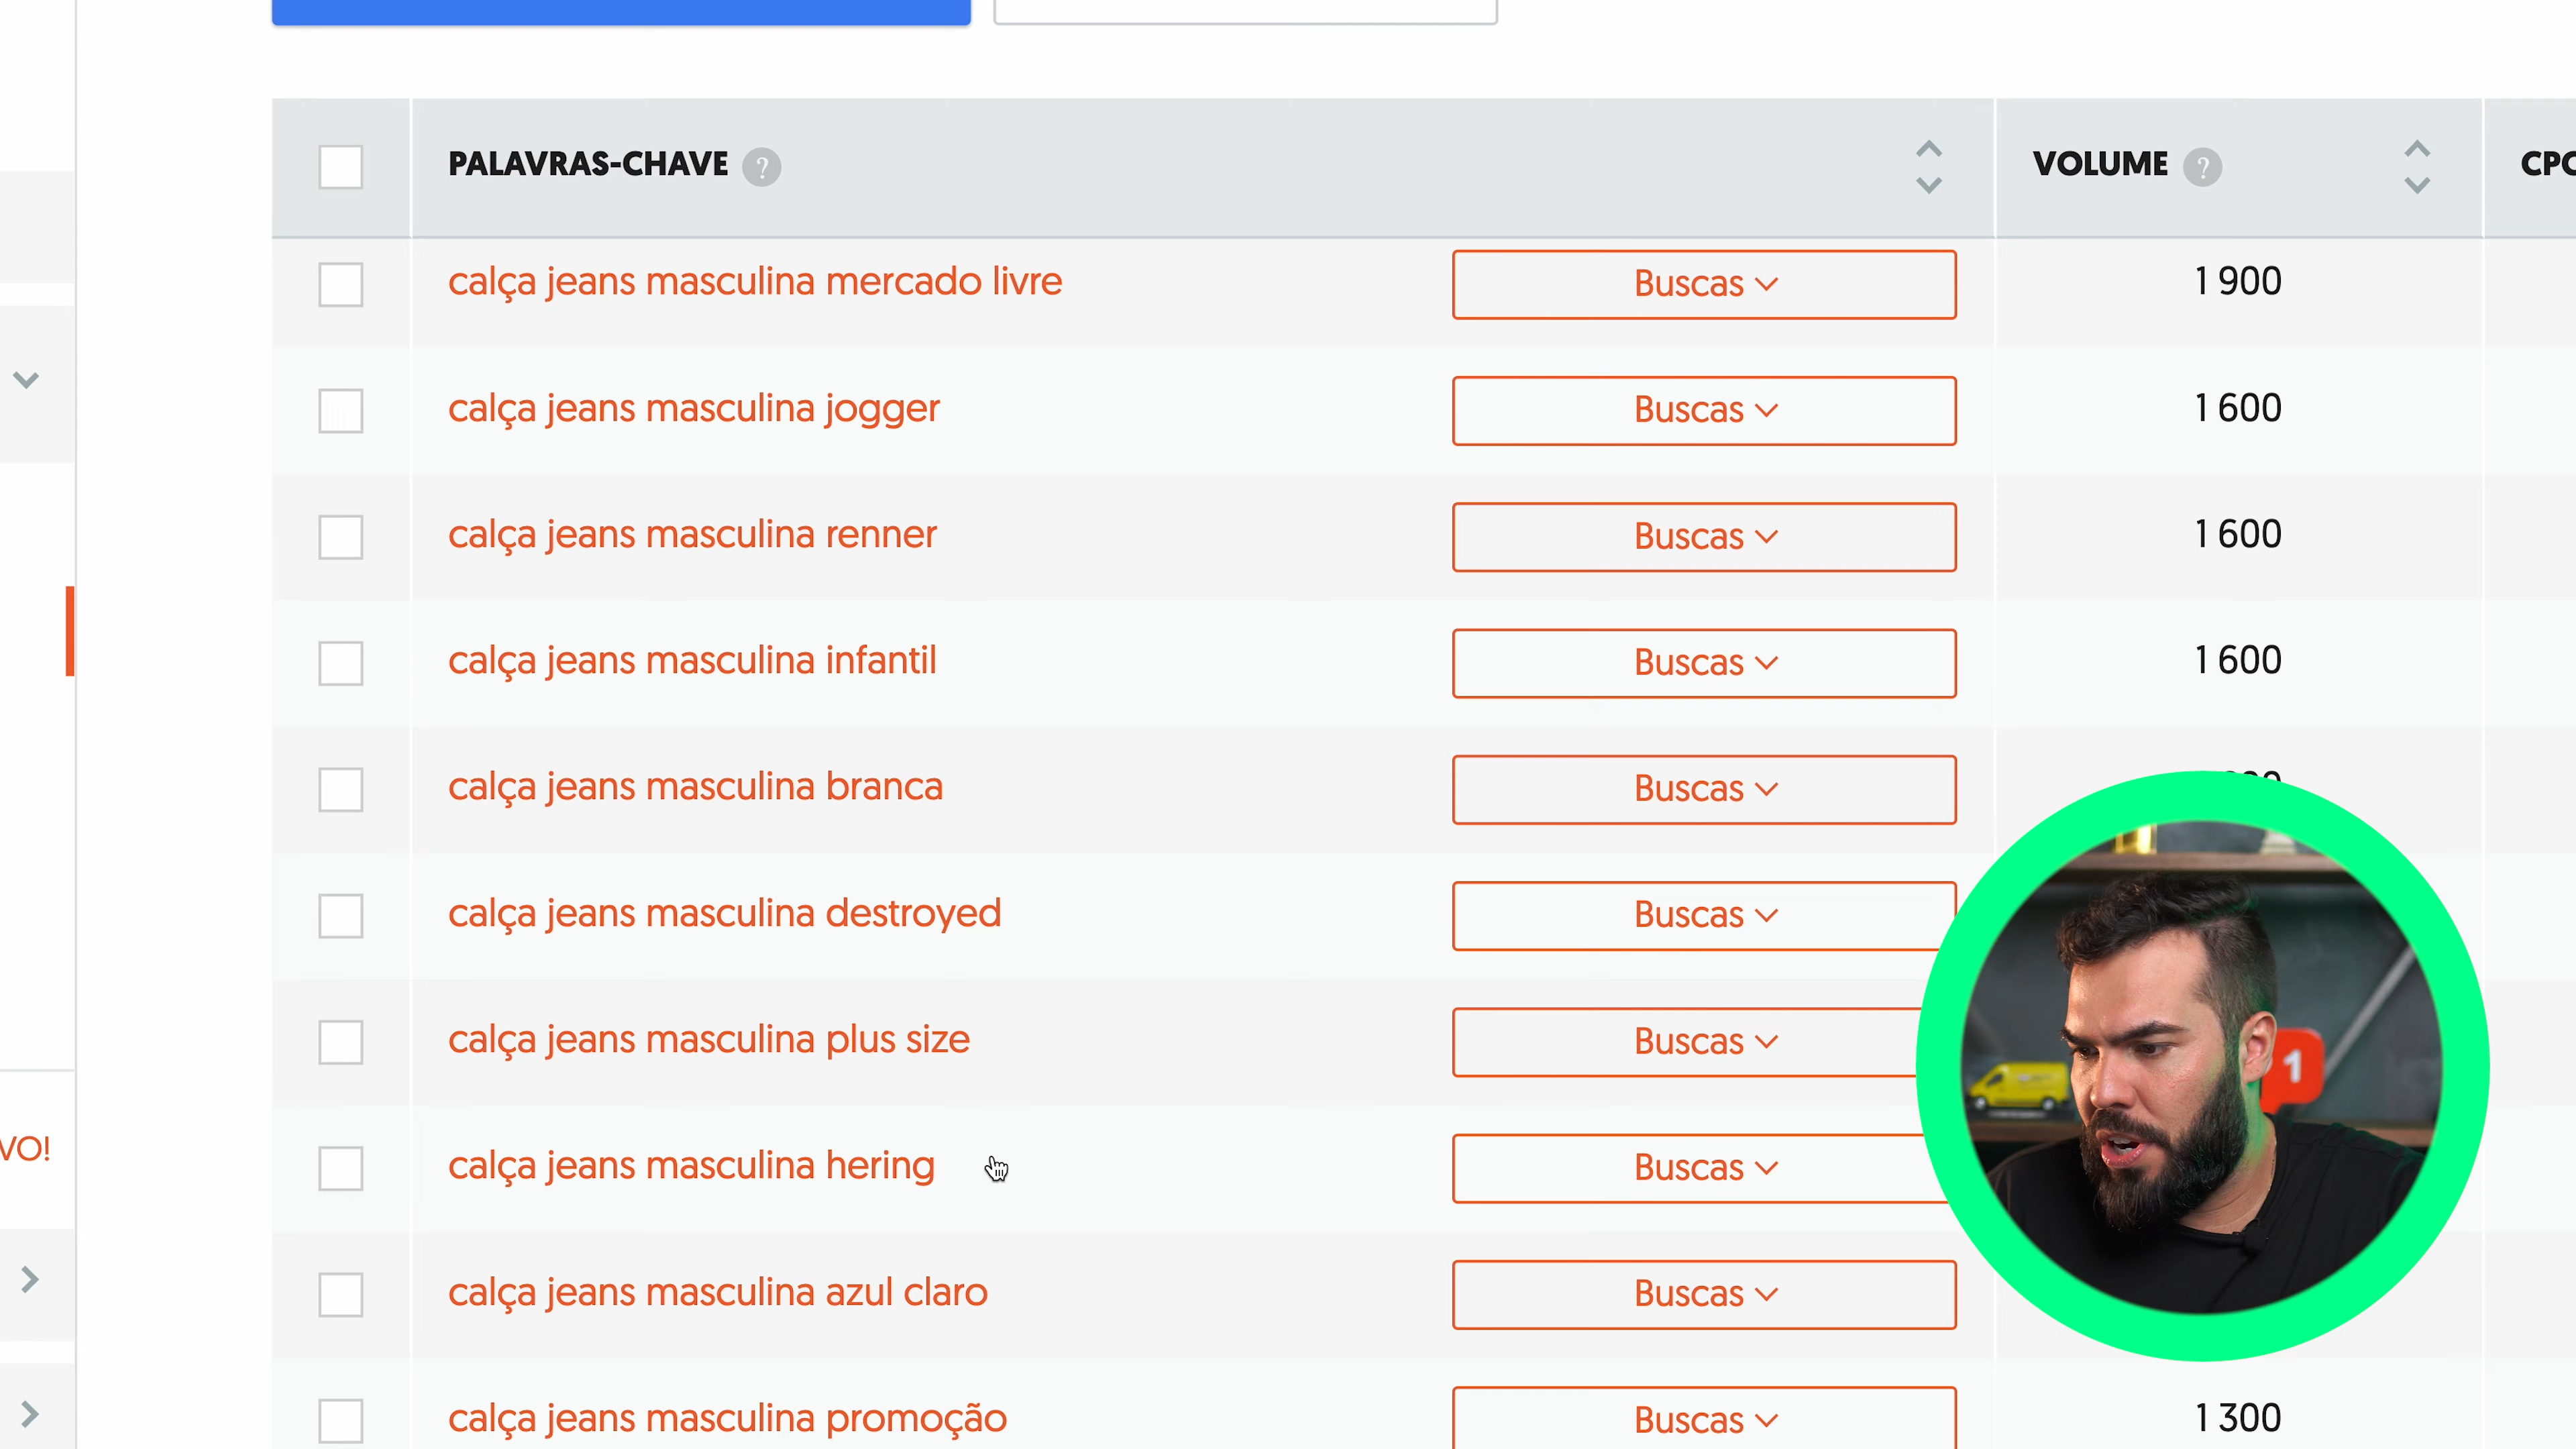 PALAVRAS-CHAVE ? VOLUME ?
calça jeans masculina mercado livre Buscas 1 900
calça jeans masculina jogger Buscas 1 600
calça jeans masculina renner Buscas 1 600
calça jeans masculina infantil Buscas 1 600
calça jeans masculina branca Buscas
calça jeans masculina destroyed Buscas
calça jeans masculina plus size Buscas
1
VO!
calça jeans masculina hering Buscas
calça jeans masculina azul claro Buscas
calça jeans masculina promoção Buscas 1 300